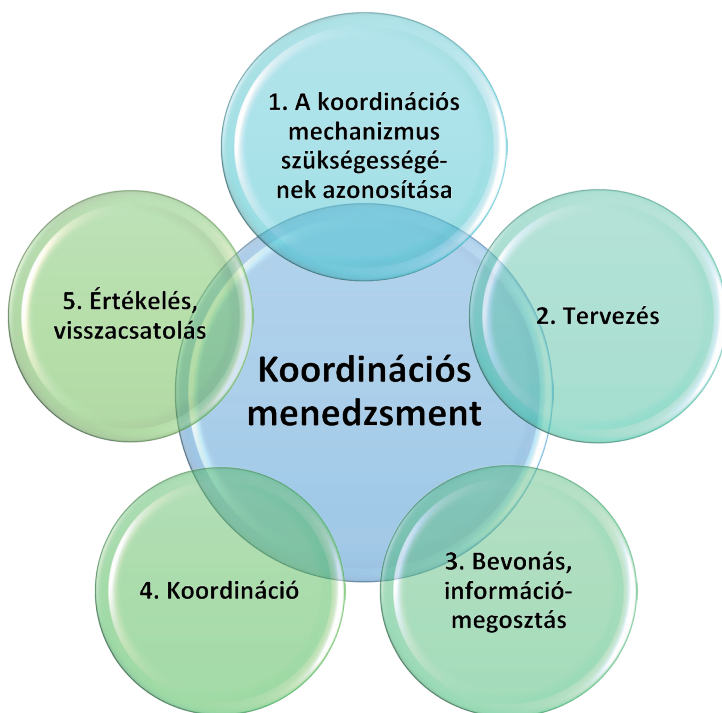 1. A koordinációs
mechanizmus
szükségességé-
nek azonosítása
2. Tervezés
3. Bevonás,
információ-
megosztás
4. Koordináció
5. Értékelés,
visszacsatolás
Koordinációs
menedzsment